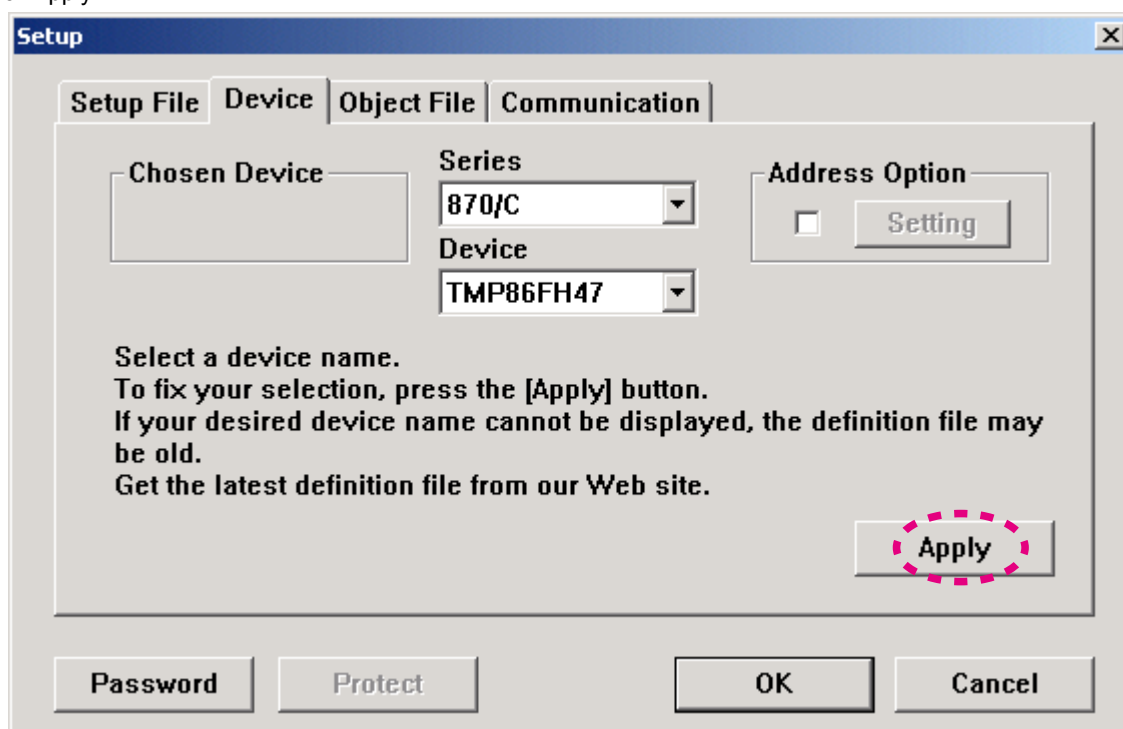 Apply
Setup
Setup File Device Object File Communication
Chosen Device
Series
870/C
Device
TMP86FH47
Address Option
Setting
Select a device name.
To fix your selection, press the [Apply] button.
If your desired device name cannot be displayed, the definition file may
be old.
Get the latest definition file from our Web site.
Apply
Password Protect OK Cancel